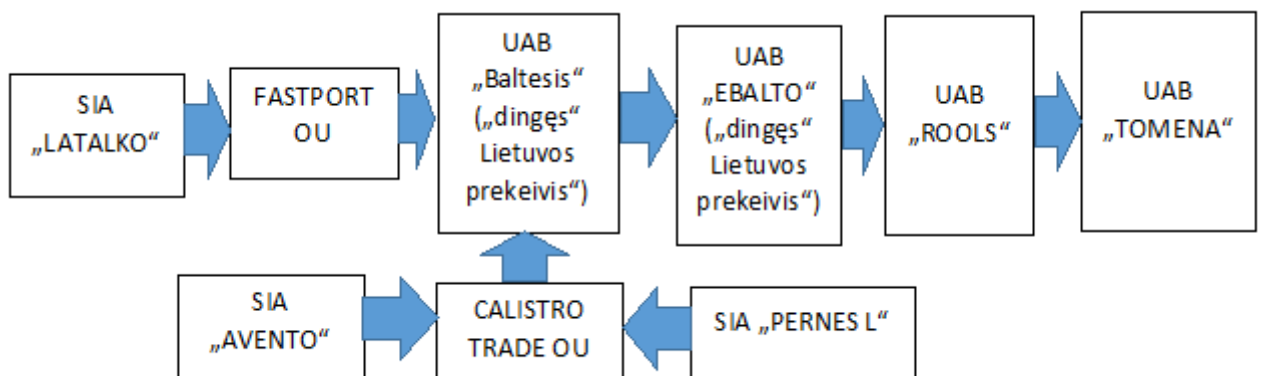 SIA
„LATALKO“
FASTPORT
OU
UAB
„Baltesis“
(„dingęs“
Lietuvos
prekeivis“)
UAB
„EBALTO“
(„dingęs“
Lietuvos
prekeivis“)
UAB
„ROOLS“
UAB
„TOMENA“
SIA
„AVENTO“
CALISTRO
TRADE OU
SIA „PERNES L“